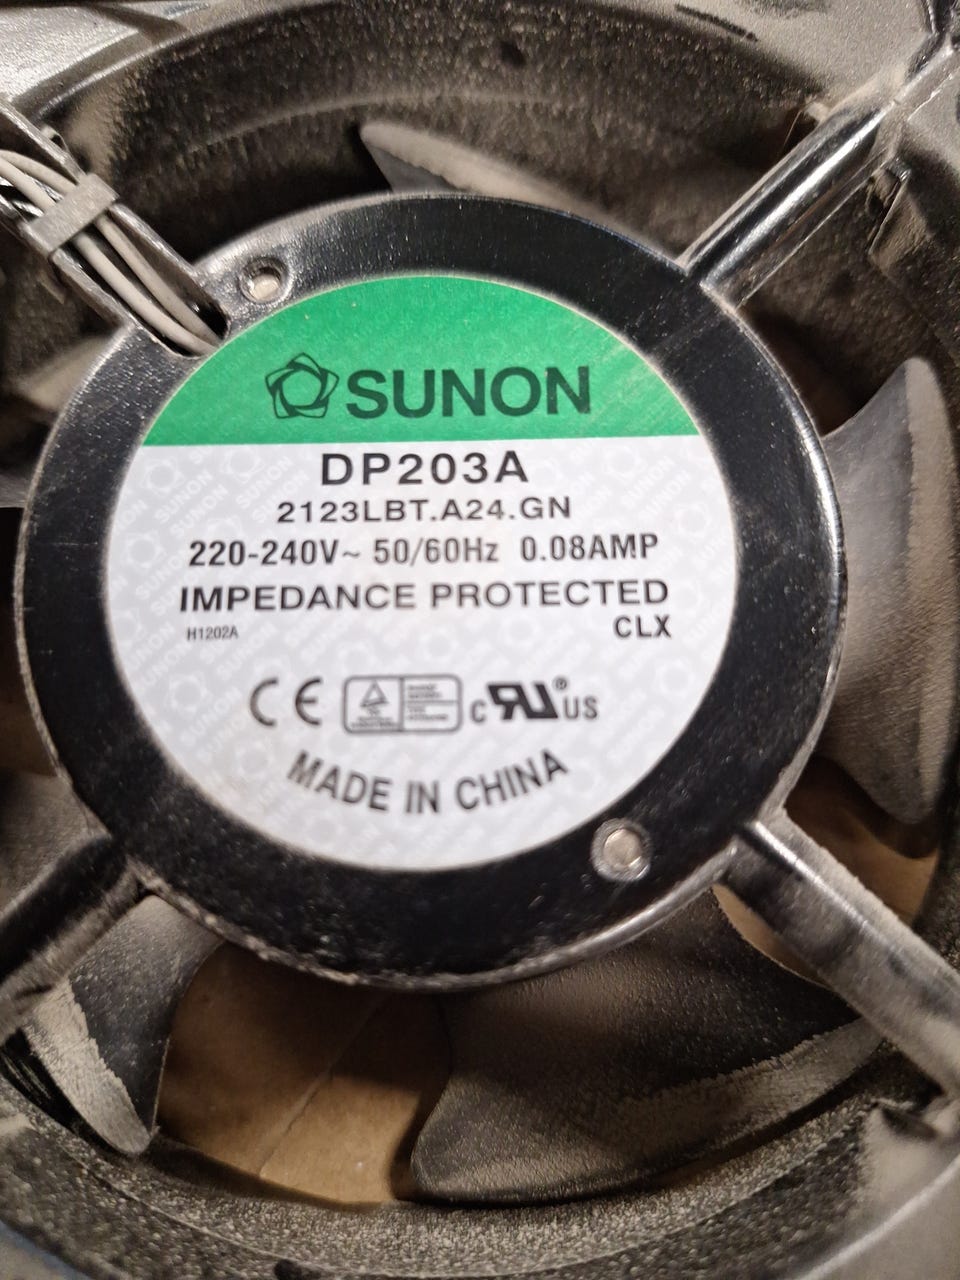 SUNON
DP203A
2123LBT.A24.GN
220-240V~ 50/60Hz 0.08AMP
IMPEDANCE PROTECTED
H1202A CLX
CE c RU® US
MADE IN CHINA